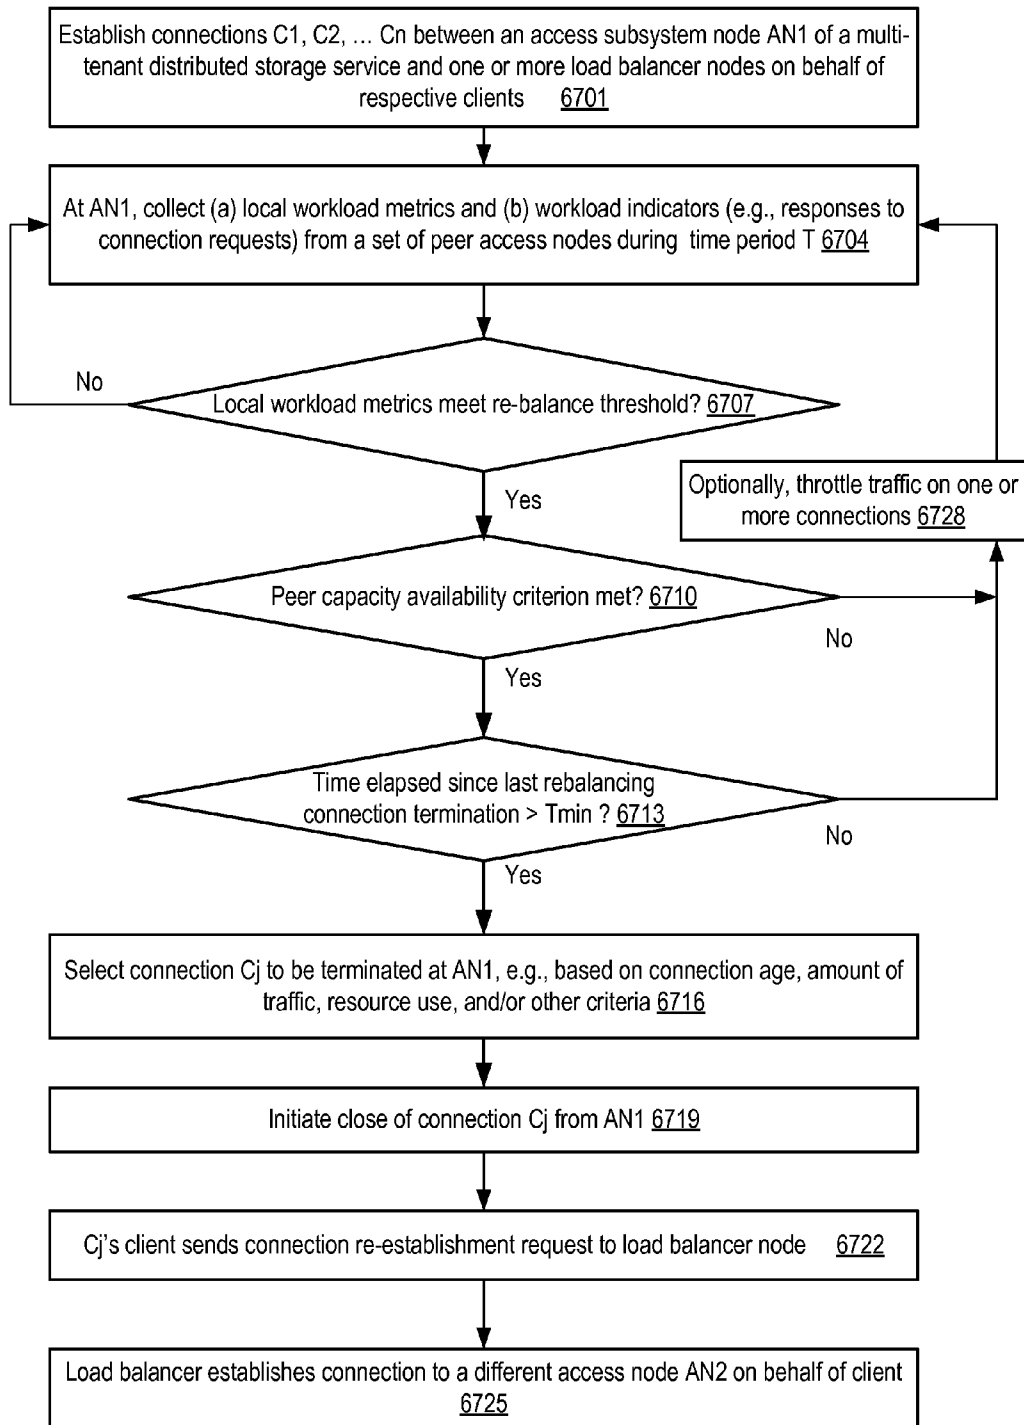 Establish connections C1, C2, ... Cn between an access subsystem node AN1 of a multi-
tenant distributed storage service and one or more load balancer nodes on behalf of
respective clients 6701
At AN1, collect (a) local workload metrics and (b) workload indicators (e.g., responses to
connection requests) from a set of peer access nodes during time period T 6704
No
Local workload metrics meet re-balance threshold? 6707
Yes
Optionally, throttle traffic on one or
more connections 6728
Peer capacity availability criterion met? 6710
No
Yes
Time elapsed since last rebalancing
connection termination > Tmin ? 6713
No
Yes
Select connection Cj to be terminated at AN1, e.g., based on connection age, amount of
traffic, resource use, and/or other criteria 6716
Initiate close of connection Cj from AN1 6719
Cj's client sends connection re-establishment request to load balancer node 6722
Load balancer establishes connection to a different access node AN2 on behalf of client
6725